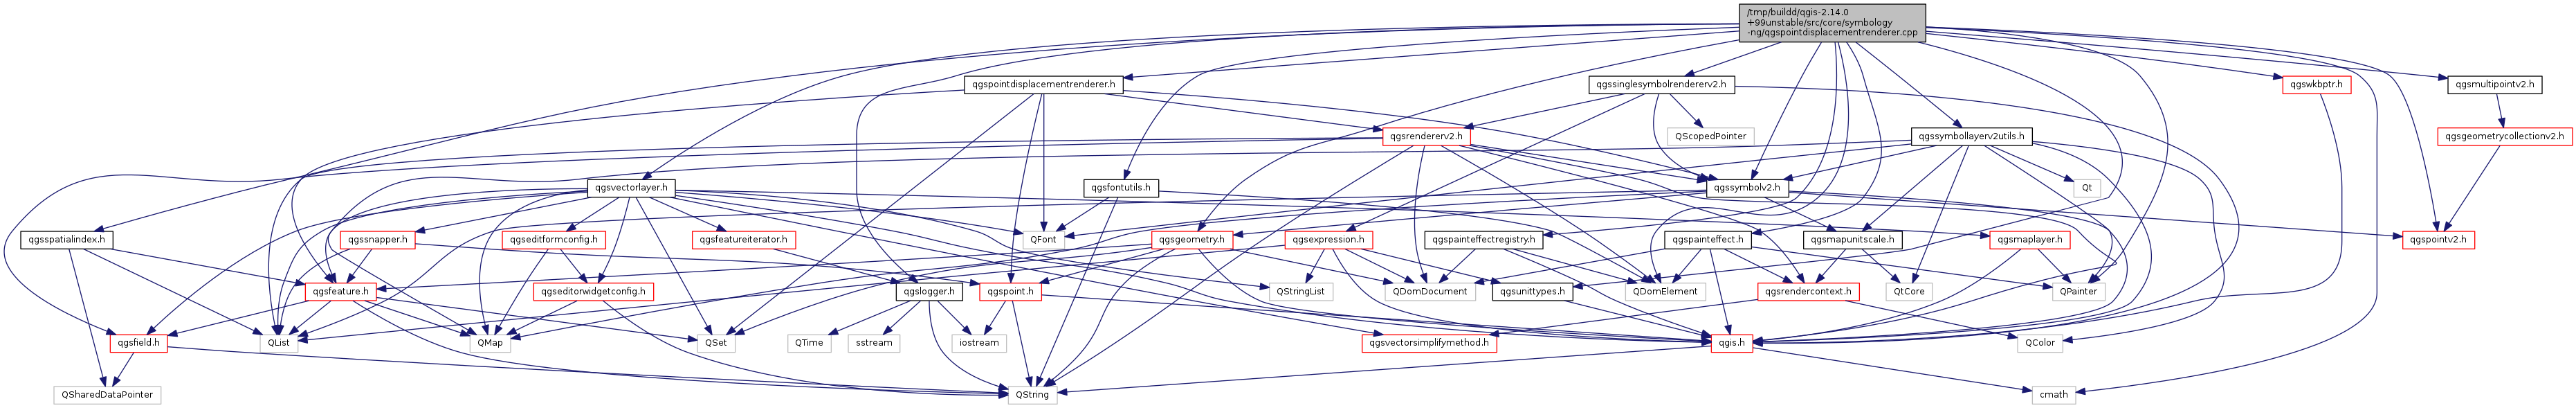 /tmp/buildd/qgis-2.14.0
+99unstable/src/core/symbology
-ng/qgspointdisplacementrenderer.cpp
qgspointdisplacementrenderer.h
qgssinglesymbolrendererv2.h
qgswkbptr.h
qgsmultipointv2.h
qgsrendererv2.h
QScopedPointer
qgssymbollayerv2utils.h
qgsgeometrycollectionv2.h
qgsvectorlayer.h
qgsfontutils.h
qgssymbolv2.h
Qt
qgsspatialindex.h
qgssnapper.h
qgseditformconfig.h
qgsfeatureiterator.h
QFont
qgsgeometry.h
qgsexpression.h
qgspainteffectregistry.h
qgspainteffect.h
qgsmapunitscale.h
qgsmaplayer.h
qgspointv2.h
qgsfeature.h
qgseditorwidgetconfig.h
qgslogger.h
qgspoint.h
QStringList
QDomDocument
qgsunittypes.h
QDomElement
qgsrendercontext.h
QtCore
QPainter
qgsfield.h
QList
QMap
QSet
QTime
sstream
iostream
qgsvectorsimplifymethod.h
qgis.h
QColor
QSharedDataPointer
QString
cmath